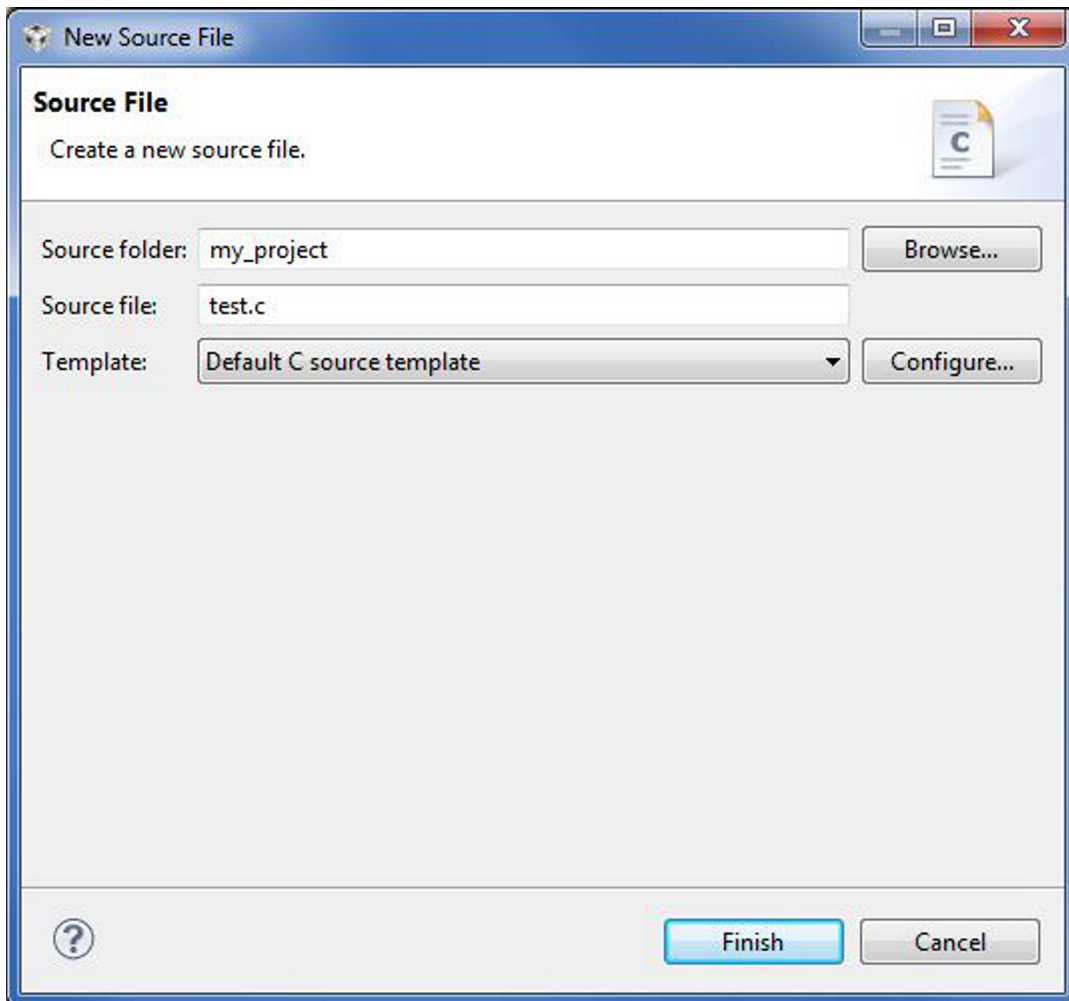 New Source File
Source File
Create a new source file.
C
Source folder: my_project Browse...
Source file: test.c
Template: Default C source template Configure...
? Finish Cancel